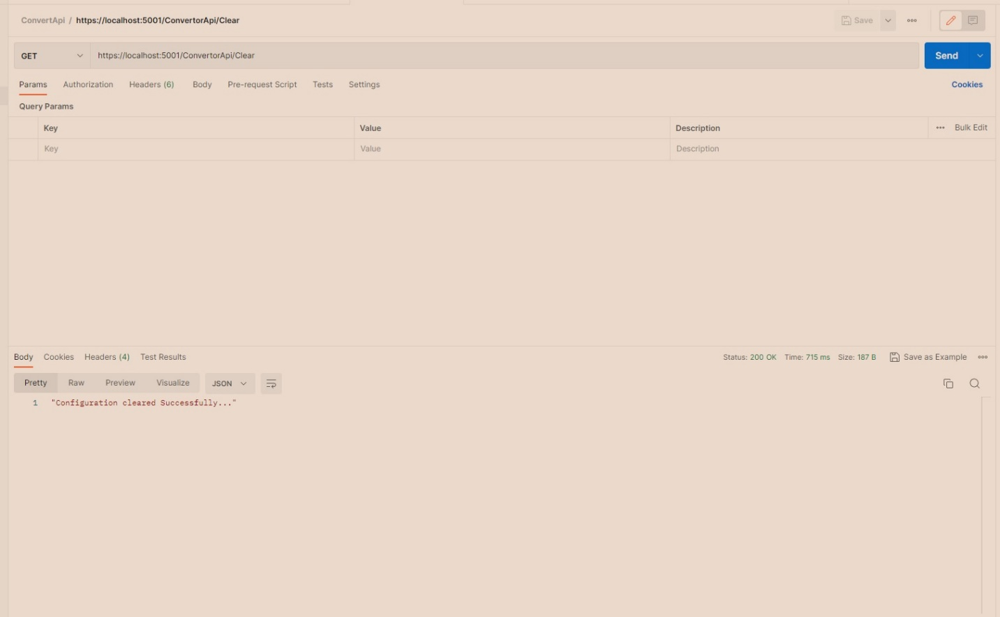 ConvertApi / https://localhost:5001/ConvertorApi/Clear
Save
GET https://localhost:5001/ConvertorApi/Clear Send
Params Authorization Headers (6) Body Pre-request Script Tests Settings Cookies
Query Params
Key Value Description Bulk Edit
Key Value Description
Body Cookies Headers (4) Test Results Status: 200 OK Time: 715 ms Size: 187 B Save as Example
Pretty Raw Preview Visualize JSON
1 "Configuration cleared Successfully..."